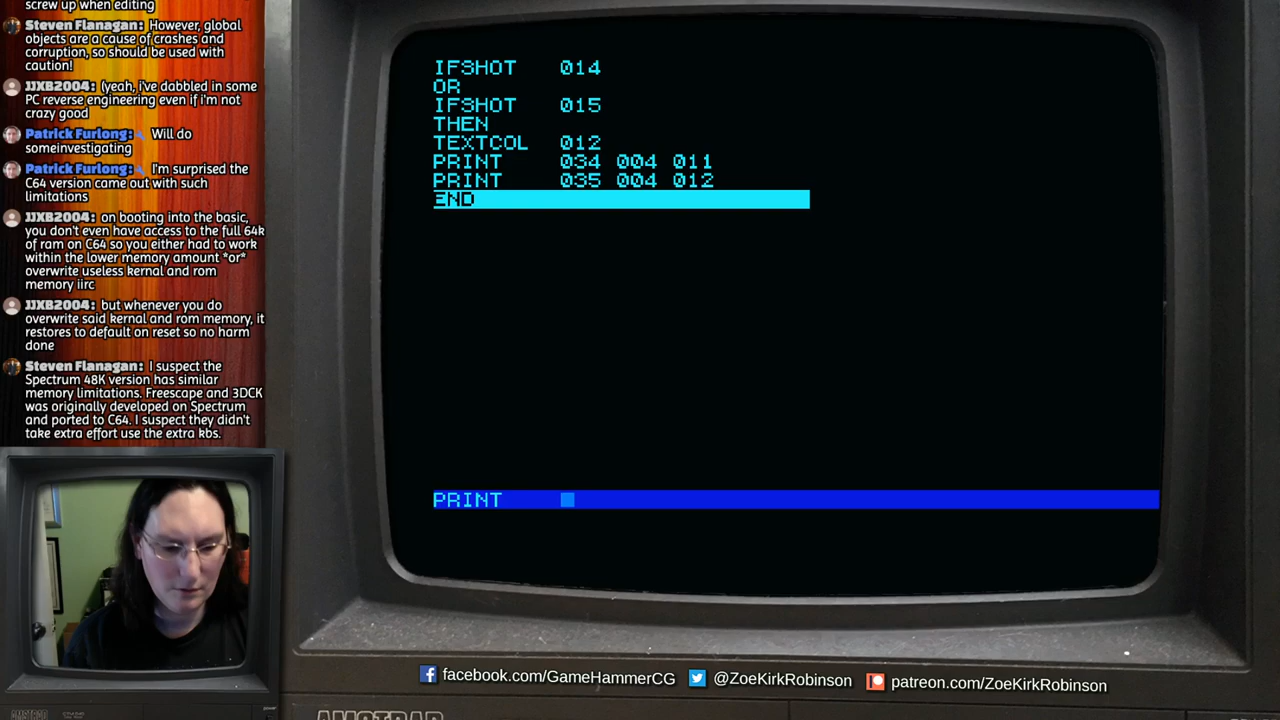 screw up when editing
Steven Flanagan: However, global
objects are a cause of crashes and
corruption, so should be used with
caution!
JJXB2004: (yeah, i've dabbled in some
PC reverse engineering even if i'm not
crazy good
Patrick Furlong: Will do
someinvestigating
Patrick Furlong: I'm surprised the
C64 version came out with such
limitations
JJXB2004: on booting into the basic,
you don't even have access to the full 64k
of ram on C64 so you either had to work
within the lower memory amount *or*
overwrite useless kernal and rom
memory iirc
JJXB2004: but whenever you do
overwrite said kernal and rom memory, it
restores to default on reset so no harm
done
Steven Flanagan: I suspect the
Spectrum 48K version has similar
memory limitations. Freescape and 3DCK
was originally developed on Spectrum
and ported to C64. I suspect they didn't
take extra effort use the extra kbs.
IFSHOT 014
OR
IFSHOT 015
THEN
TEXTCOL 012
PRINT 034 004 011
PRINT 035 004 012
END
PRINT
facebook.com/GameHammerCG @ZoeKirkRobinson patreon.com/ZoeKirkRobinson
AMSTRAD